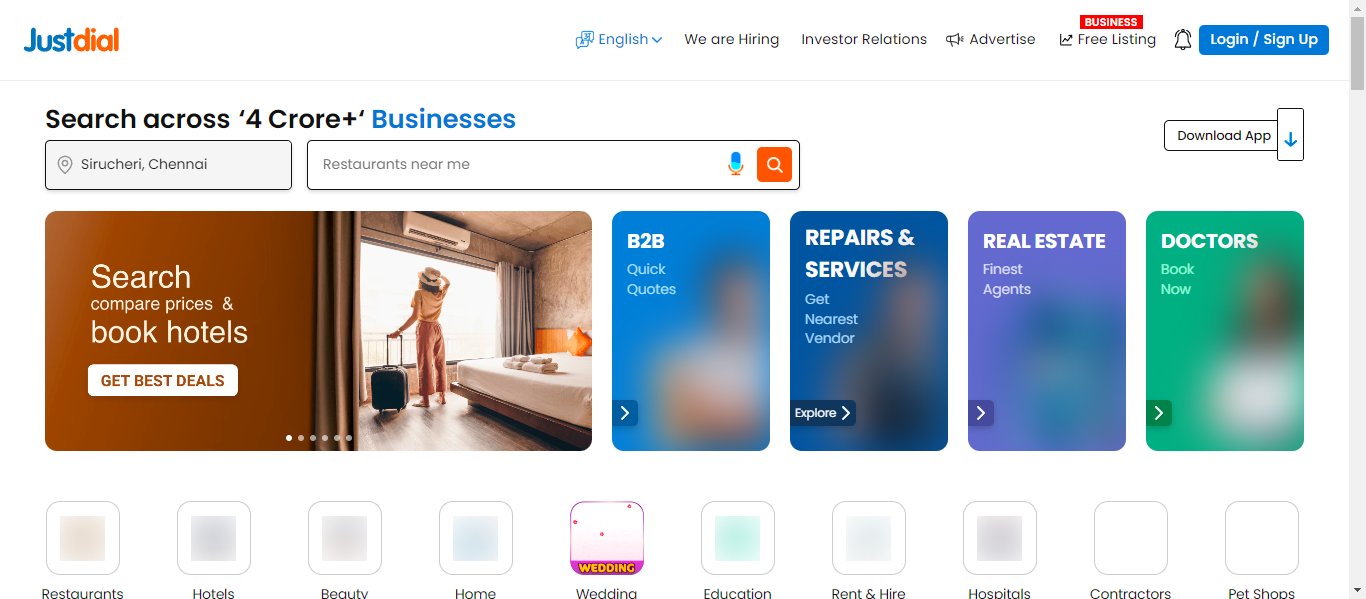 Justdial
English
We are Hiring
Investor Relations
Advertise
BUSINESS
Free Listing
Login / Sign Up
Search across ‘4 Crore+‘ Businesses
Download App
Sirucheri, Chennai
Restaurants near me
Search
compare prices &
book hotels
GET BEST DEALS
B2B
Quick
Quotes
REPAIRS &
SERVICES
Get
Nearest
Vendor
Explore
REAL ESTATE
Finest
Agents
DOCTORS
Book
Now
WEDDING
Restaurants
Hotels
Beauty
Home
Wedding
Education
Rent & Hire
Hospitals
Contractors
Pet Shops